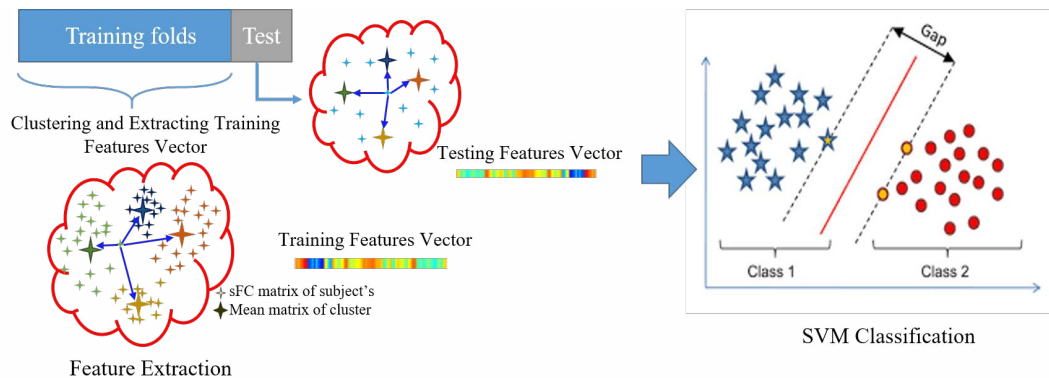 Training folds
Test
Clustering and Extracting Training
Features Vector
Testing Features Vector
Training Features Vector
sFC matrix of subject's
Mean matrix of cluster
Feature Extraction
Gap
Class 1
Class 2
SVM Classification